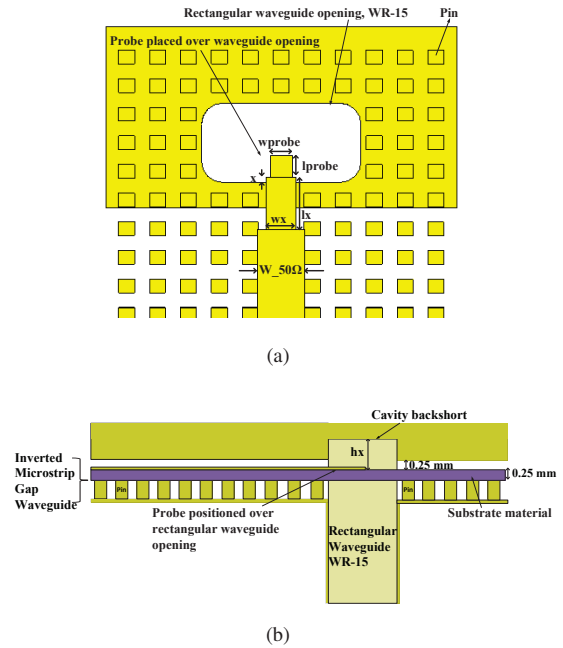 Rectangular waveguide opening, WR-15
Pin
Probe placed over waveguide opening
wprobe
lprobe
x
wx
lx
W_50Ω
(a)
Cavity backshort
hx
Inverted
Microstrip
Gap
Waveguide
0.25 mm
0.25 mm
Pin
Pin
Probe positioned over
rectangular waveguide
opening
Substrate material
Rectangular
Waveguide
WR-15
(b)